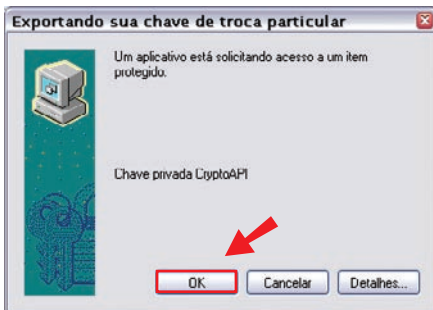 Exportando sua chave de troca particular
Um aplicativo está solicitando acesso a um item
protegido.
Chave privada CryptoAPI
OK
Cancelar
Detalhes...